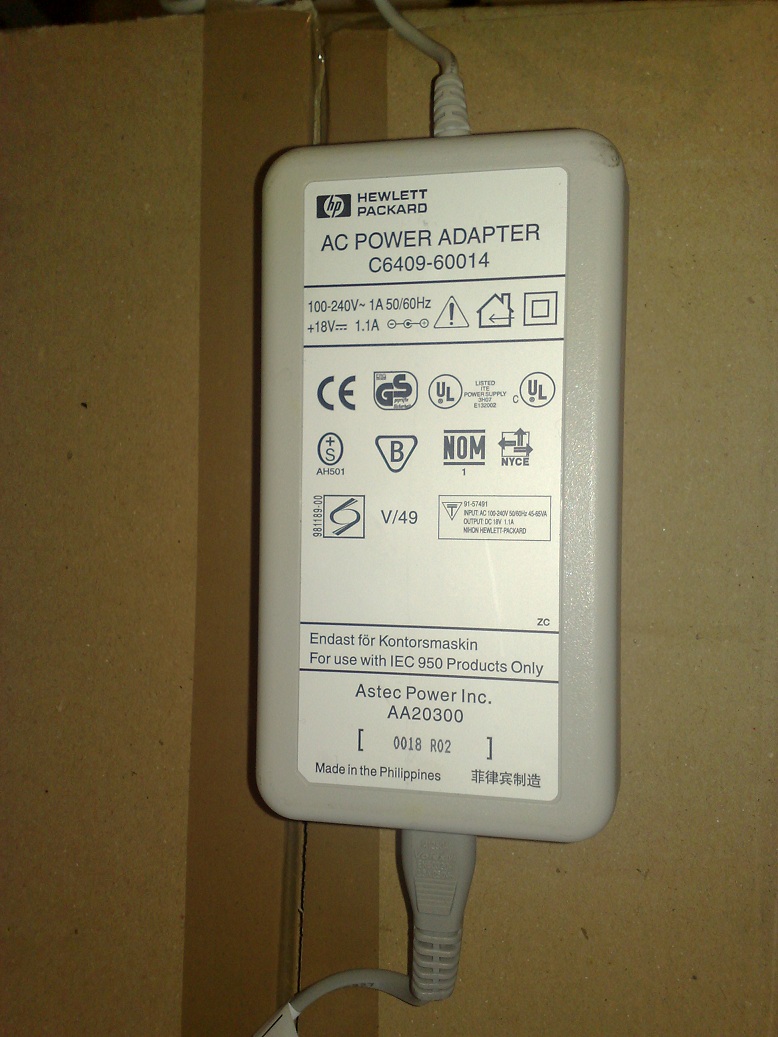 hp HEWLETT
PACKARD
AC POWER ADAPTER
C6409-60014
100-240V~ 1A 50/60Hz
+18V⎓ 1.1A
CE
GS
UL
LISTED
ITE
POWER SUPPLY
3H07
E132002
C UL
+
S
AH501
B
NOM
1
NYCE
981189-00
S
V/49
T
91-57491
INPUT: AC 100-240V 50/60Hz 45-65VA
OUTPUT: DC 18V 1.1A
NIHON HEWLETT-PACKARD
ZC
Endast för Kontorsmaskin
For use with IEC 950 Products Only
Astec Power Inc.
AA20300
[ 0018 R02 ]
Made in the Philippines 菲律宾制造